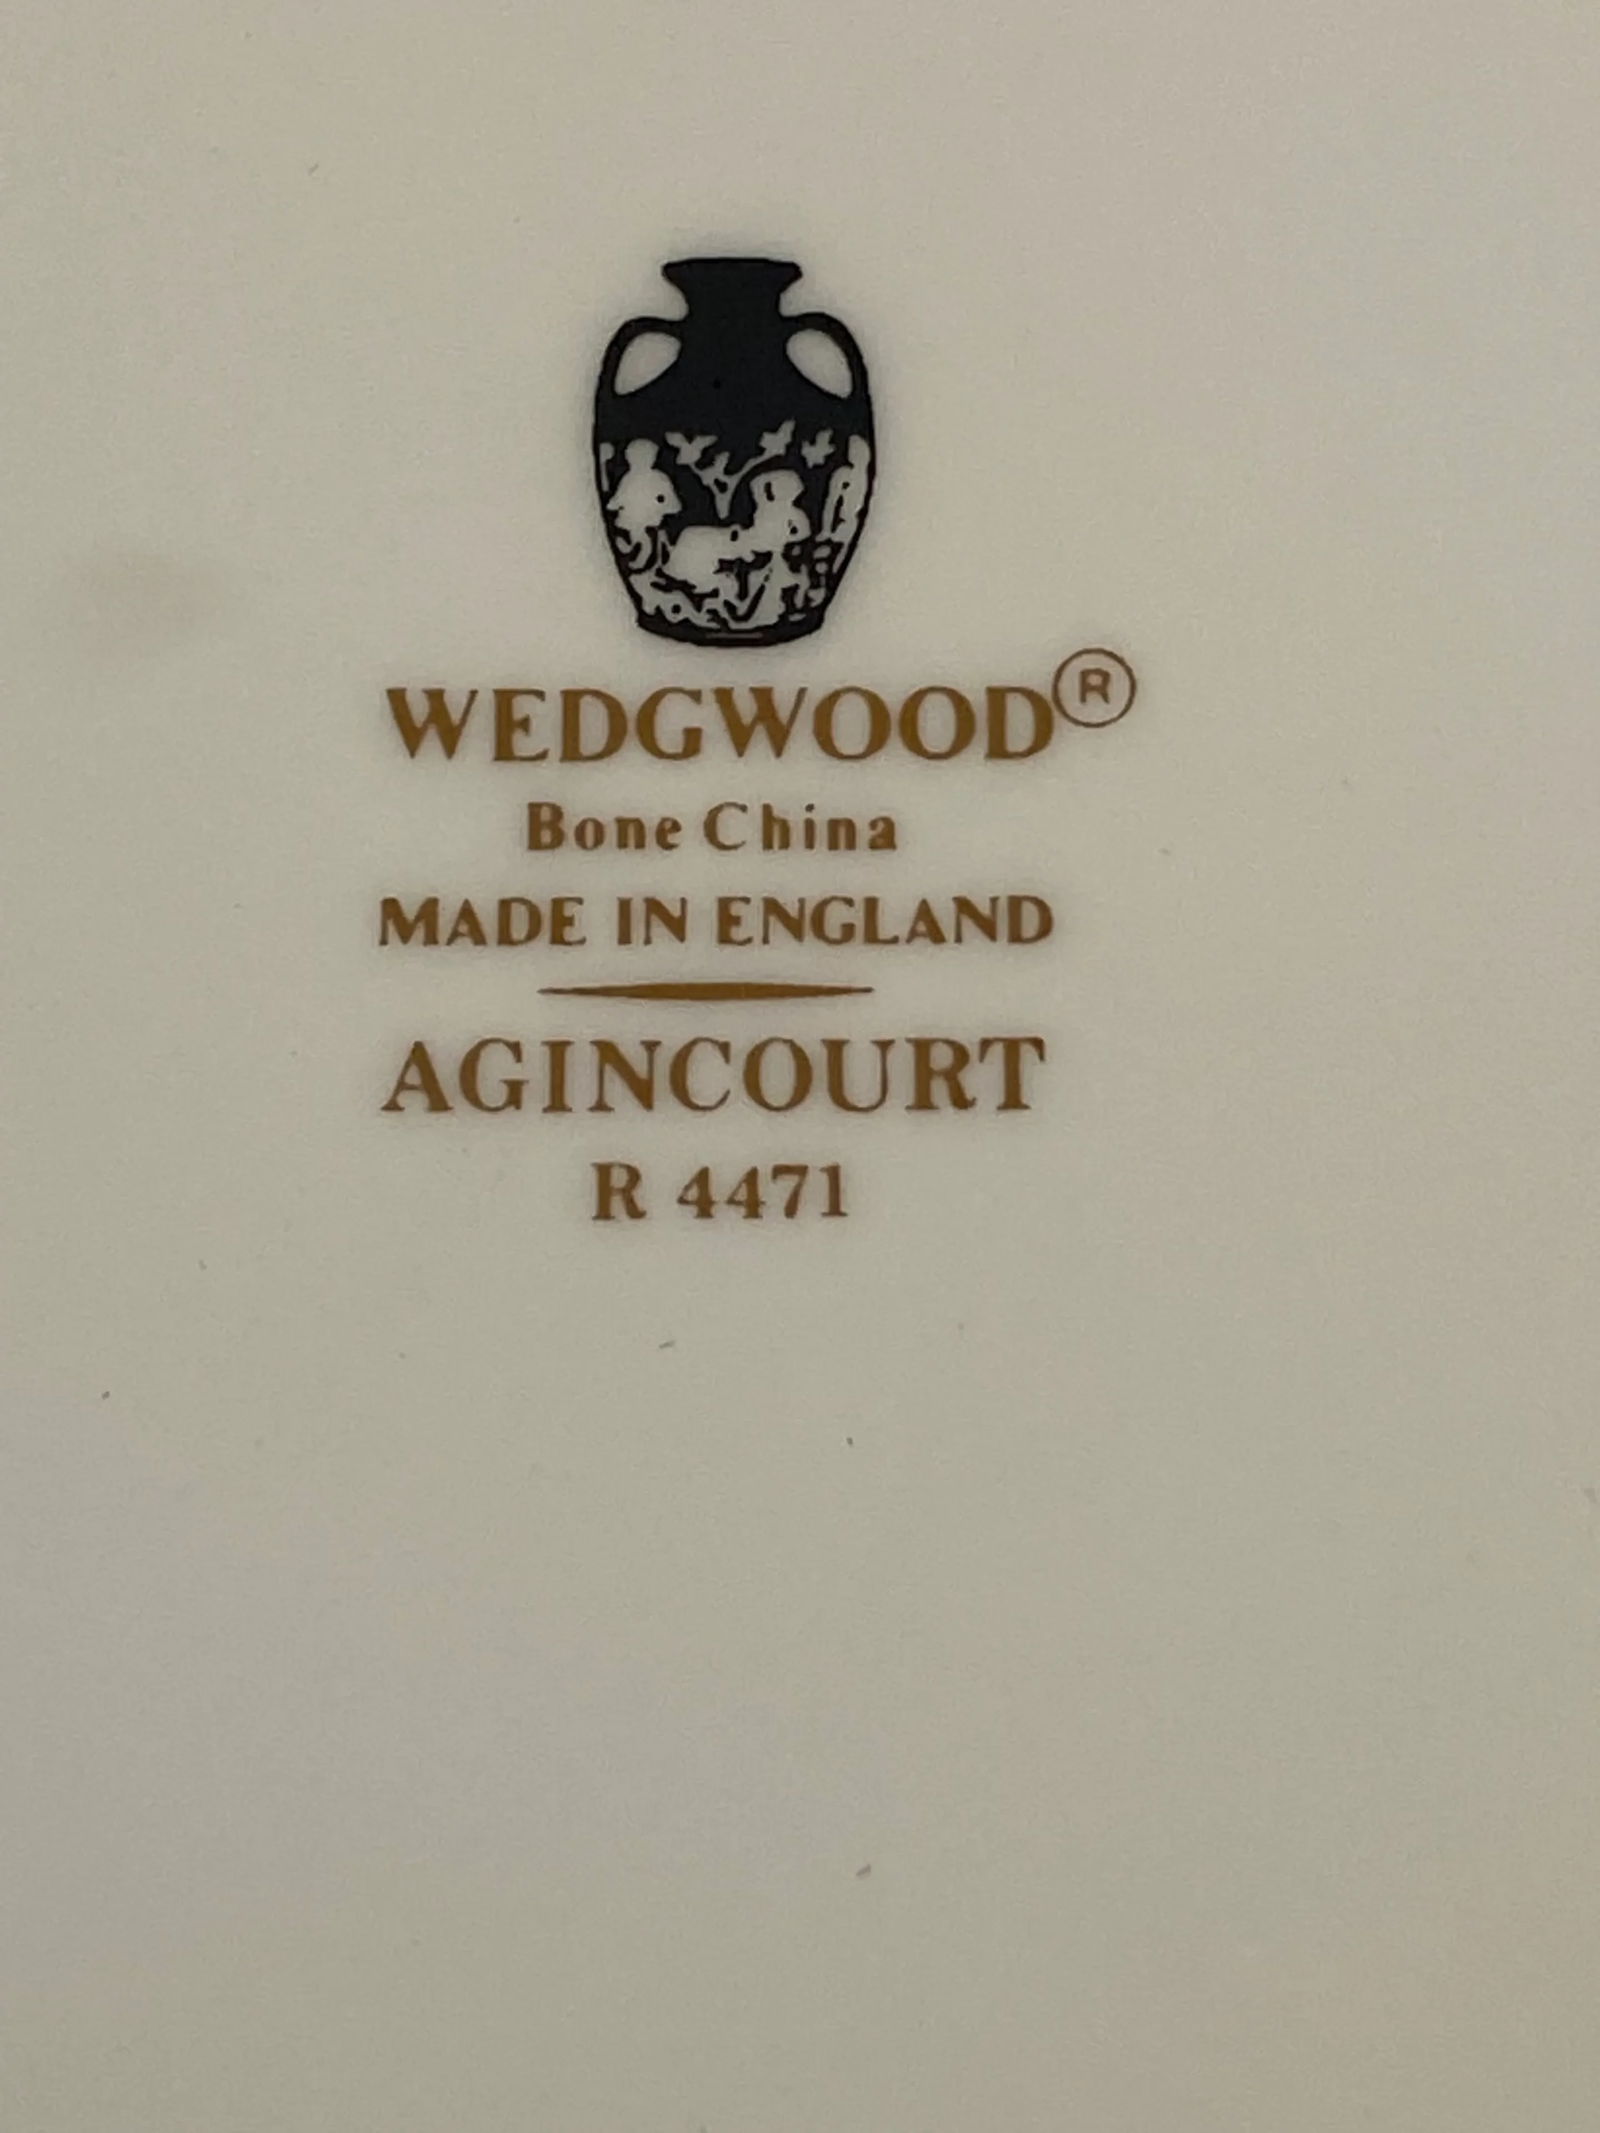 WEDGWOOD®
Bone China
MADE IN ENGLAND
AGINCOURT
R 4471